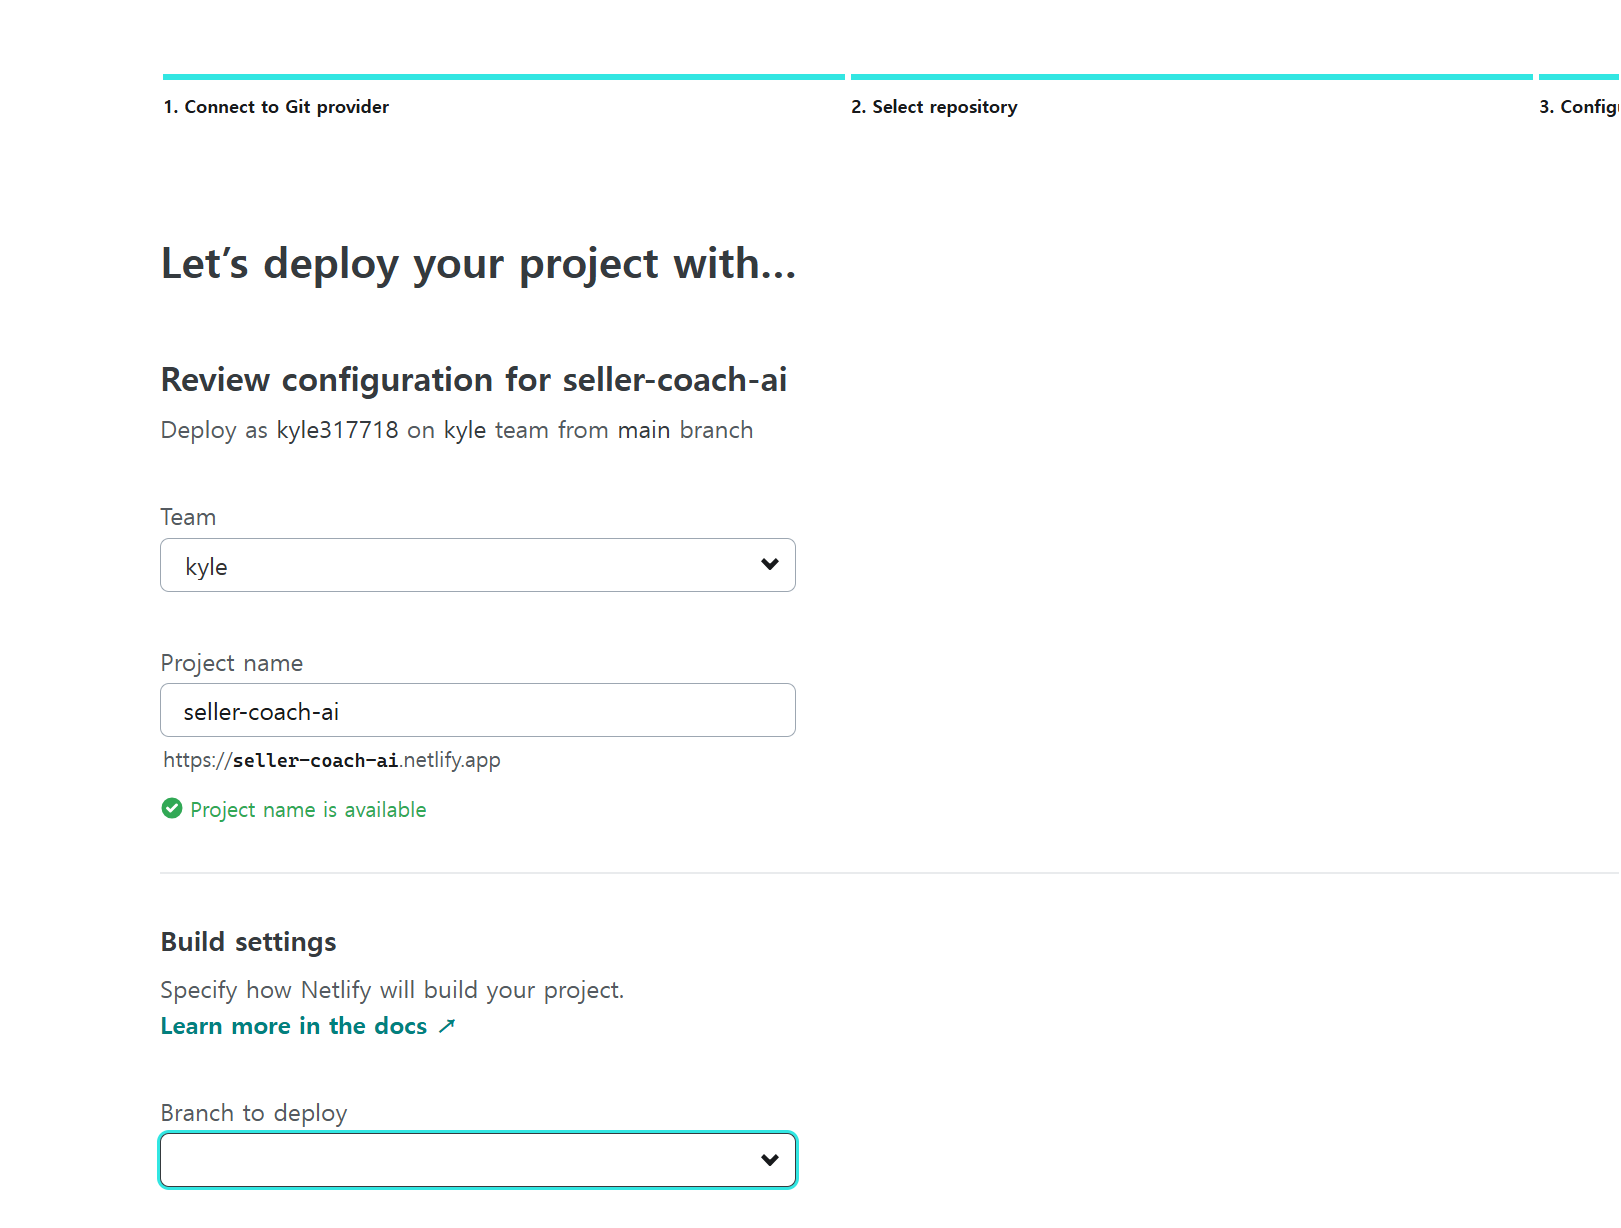 1. Connect to Git provider
2. Select repository
3. Config
Let’s deploy your project with…
Review configuration for seller-coach-ai
Deploy as kyle317718 on kyle team from main branch
Team
kyle
Project name
seller-coach-ai
https://seller-coach-ai.netlify.app
Project name is available
Build settings
Specify how Netlify will build your project.
Learn more in the docs ↗
Branch to deploy